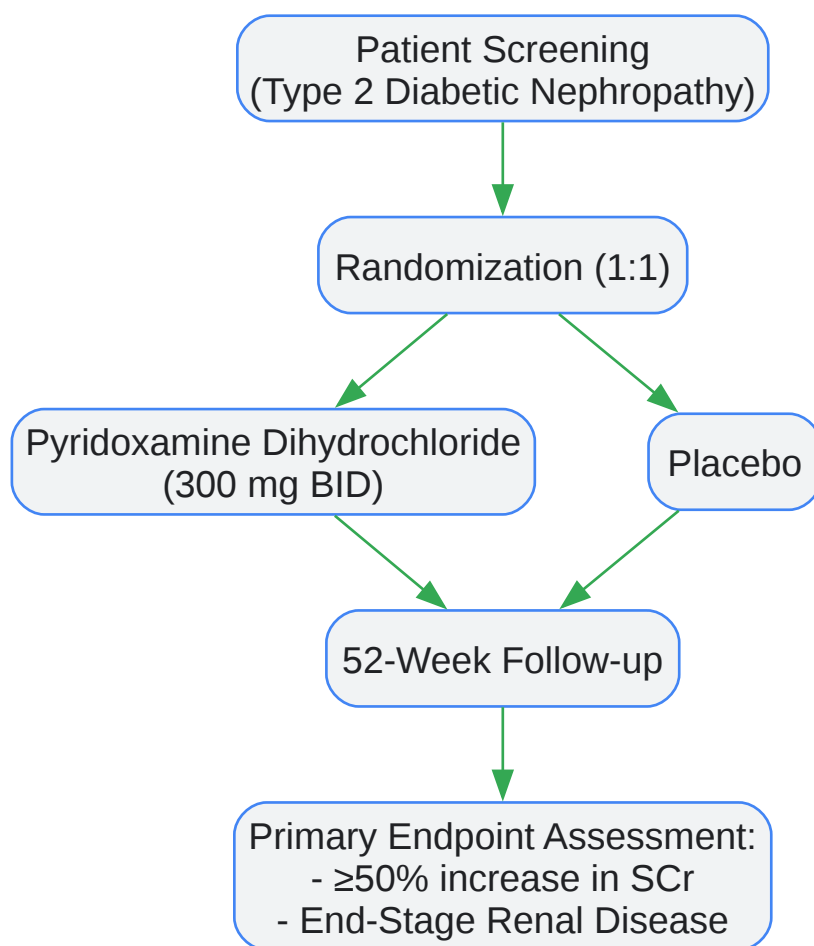 Patient Screening
(Type 2 Diabetic Nephropathy)
Randomization (1:1)
Pyridoxamine Dihydrochloride
(300 mg BID)
Placebo
52-Week Follow-up
Primary Endpoint Assessment:
- ≥50% increase in SCr
- End-Stage Renal Disease